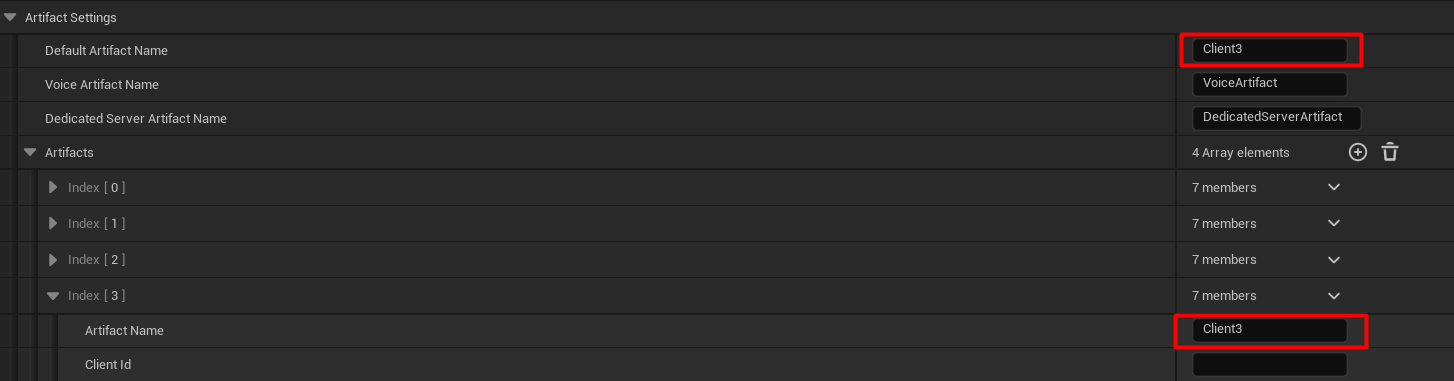 Artifact Settings
Default Artifact Name Client3
Voice Artifact Name VoiceArtifact
Dedicated Server Artifact Name DedicatedServerArtifact
Artifacts 4 Array elements
Index [ 0 ] 7 members
Index [ 1 ] 7 members
Index [ 2 ] 7 members
Index [ 3 ] 7 members
Artifact Name Client3
Client Id